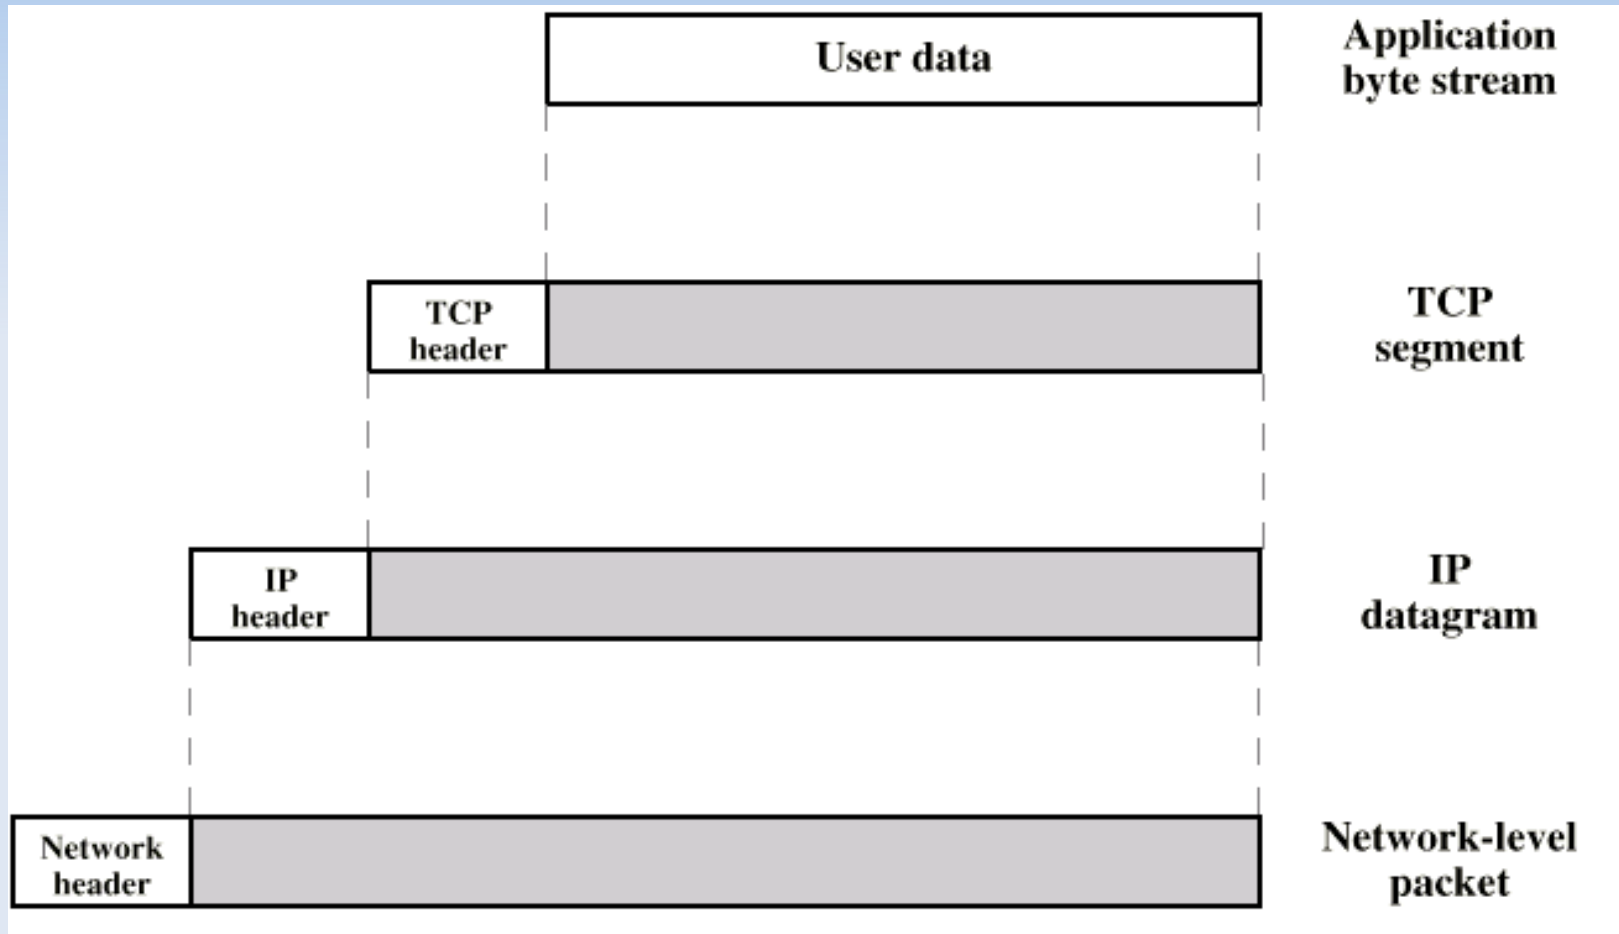 User data
Application
byte stream
TCP
header
TCP
segment
IP
header
IP
datagram
Network
header
Network-level
packet